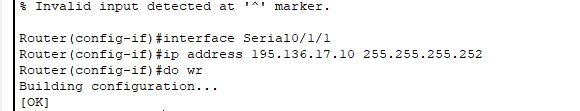 % Invalid input detected at '^' marker.
Router(config-if)#interface Serial0/1/1
Router(config-if)#ip address 195.136.17.10 255.255.255.252
Router(config-if)#do wr
Building configuration...
[OK]